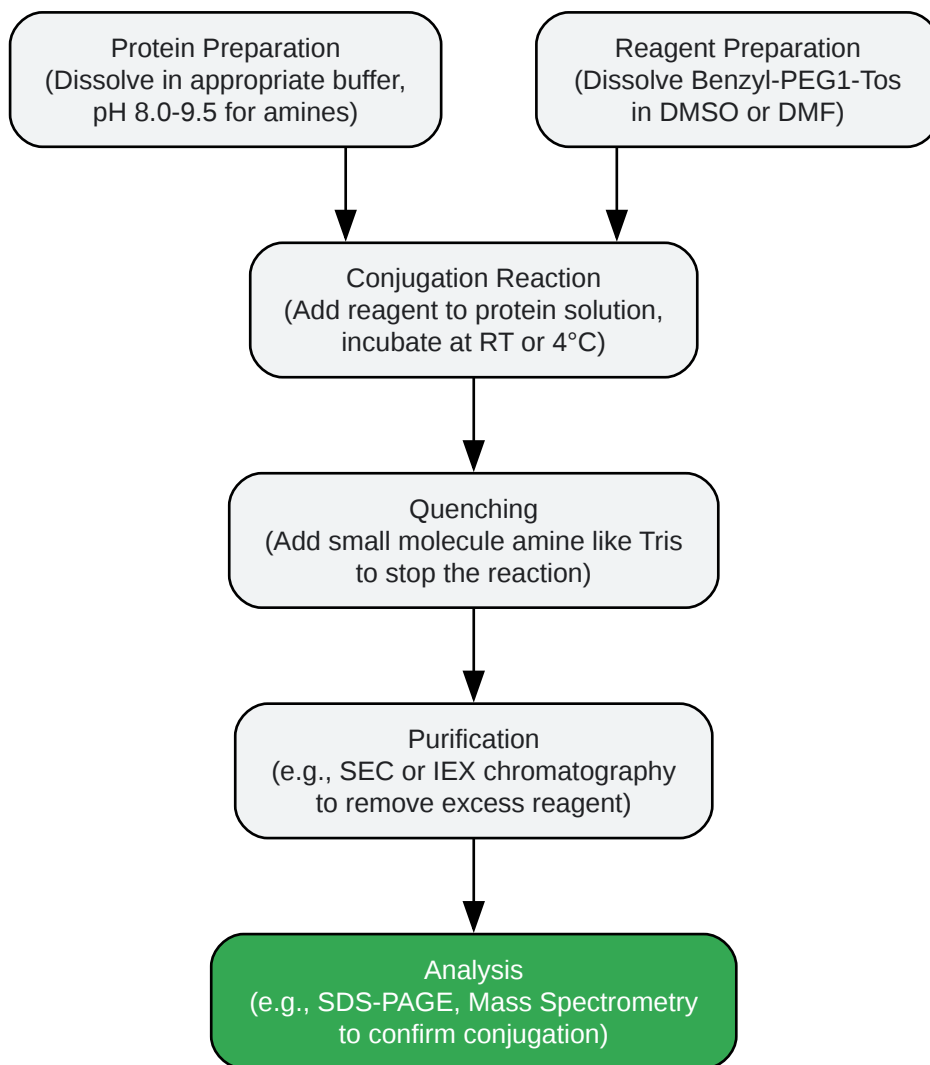 Protein Preparation
(Dissolve in appropriate buffer,
pH 8.0-9.5 for amines)
Reagent Preparation
(Dissolve Benzyl-PEG1-Tos
in DMSO or DMF)
Conjugation Reaction
(Add reagent to protein solution,
incubate at RT or 4°C)
Quenching
(Add small molecule amine like Tris
to stop the reaction)
Purification
(e.g., SEC or IEX chromatography
to remove excess reagent)
Analysis
(e.g., SDS-PAGE, Mass Spectrometry
to confirm conjugation)